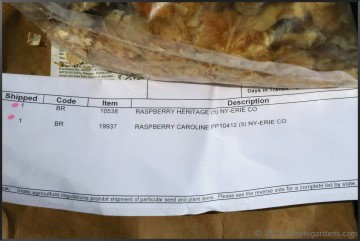 Days in Transit
Shipped Code Item Description
1 BR 10538 RASPBERRY HERITAGE (5) NY-ERIE CO
1 BR 19937 RASPBERRY CAROLINE PP10412 (5) NY-ERIE CO
State agriculture regulations prohibit shipment of particular seed and plant items. Please see the reverse side for a complete list by state.